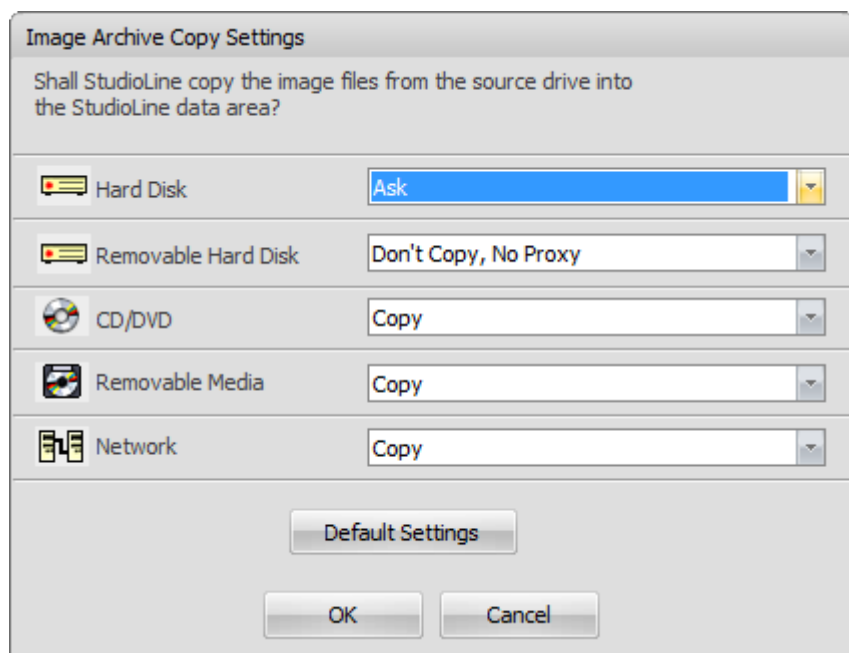 Image Archive Copy Settings
Shall StudioLine copy the image files from the source drive into
the StudioLine data area?
Hard Disk Ask
Removable Hard Disk Don't Copy, No Proxy
CD/DVD Copy
Removable Media Copy
Network Copy
Default Settings
OK Cancel